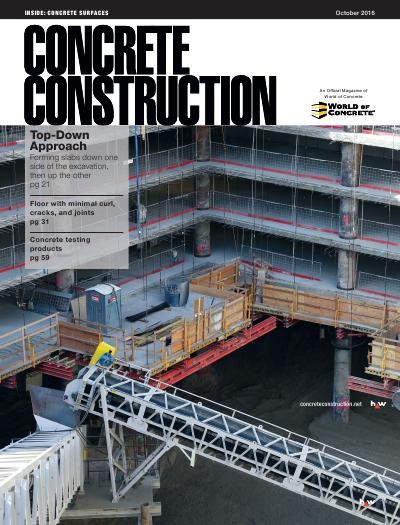 INSIDE: CONCRETE SURFACES
October 2016
CONCRETE
CONSTRUCTION
An Official Magazine of
World of Concrete
WORLD OF
CONCRETE
Top-Down
Approach
Forming slabs down one
side of the excavation,
then up the other
pg 21
Floor with minimal curl,
cracks, and joints
pg 31
Concrete testing
products
pg 59
concreteconstruction.net
h▲w